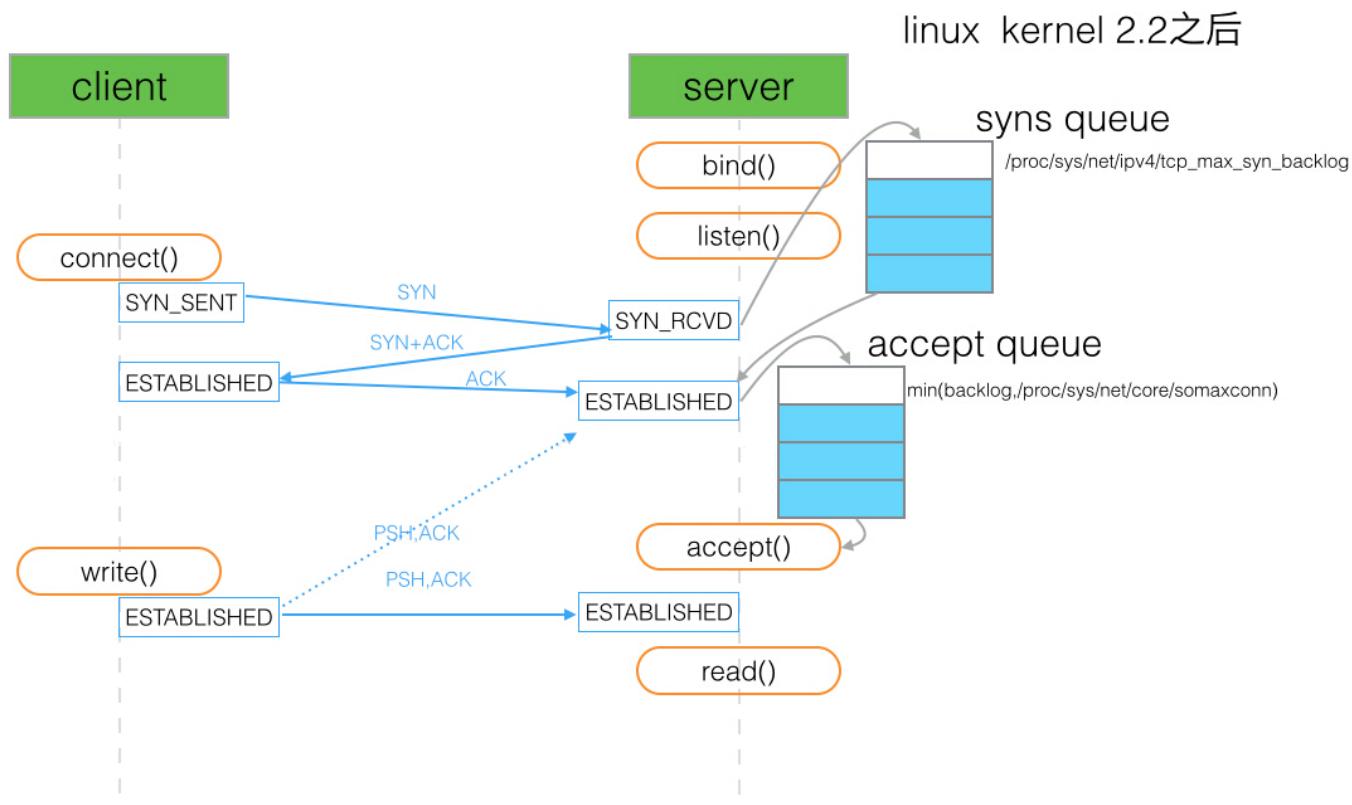 linux kernel 2.2之后
client
server
syns queue
/proc/sys/net/ipv4/tcp_max_syn_backlog
bind()
listen()
connect()
SYN_SENT
SYN
SYN_RCVD
SYN+ACK
accept queue
ESTABLISHED
ACK
ESTABLISHED
min(backlog,/proc/sys/net/core/somaxconn)
PSH,ACK
accept()
write()
PSH,ACK
ESTABLISHED
ESTABLISHED
read()